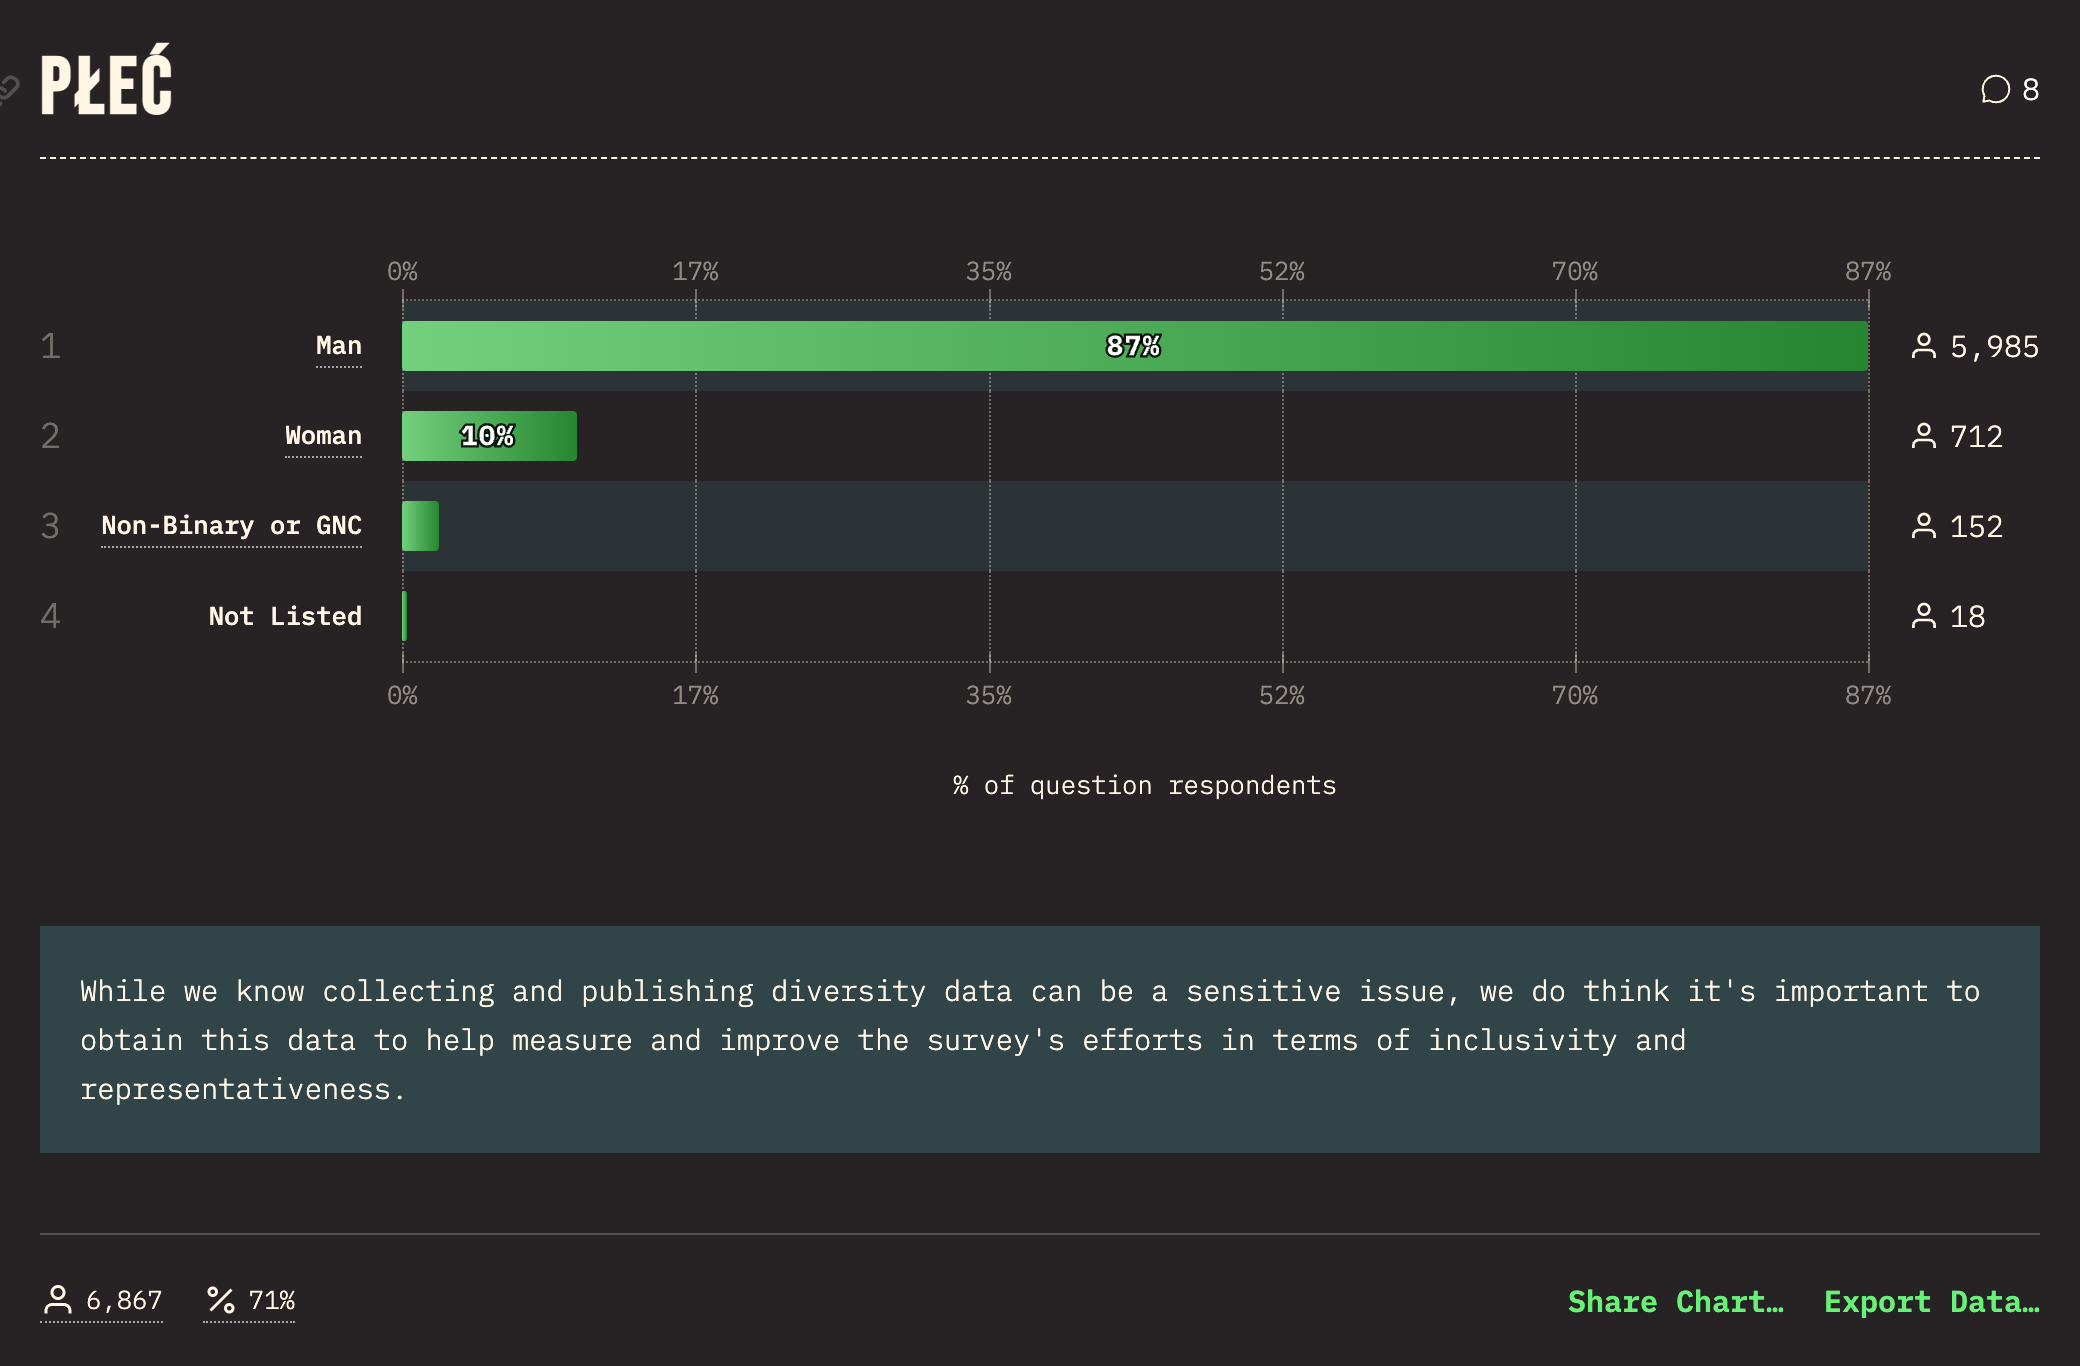 PŁEĆ
8
0% 17% 35% 52% 70% 87%
1 Man 87% 5,985
2 Woman 10% 712
3 Non-Binary or GNC 152
4 Not Listed 18
0% 17% 35% 52% 70% 87%
% of question respondents
While we know collecting and publishing diversity data can be a sensitive issue, we do think it's important to
obtain this data to help measure and improve the survey's efforts in terms of inclusivity and
representativeness.
6,867 % 71% Share Chart… Export Data…